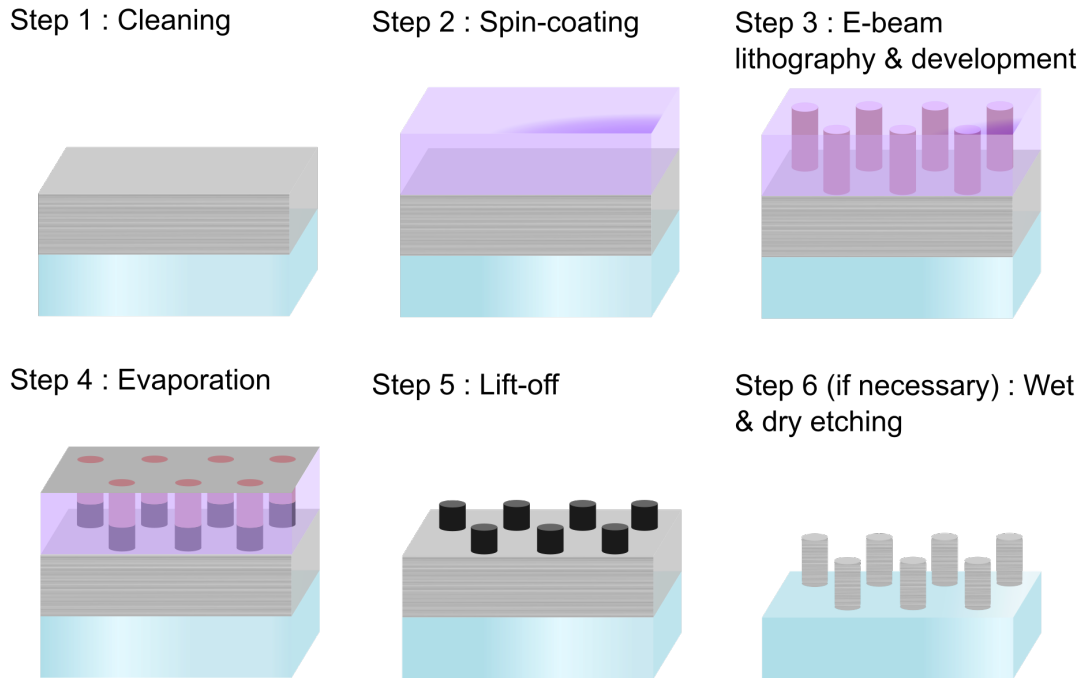 Step 1 : Cleaning
Step 2 : Spin-coating
Step 3 : E-beam
lithography & development
Step 4 : Evaporation
Step 5 : Lift-off
Step 6 (if necessary) : Wet
& dry etching